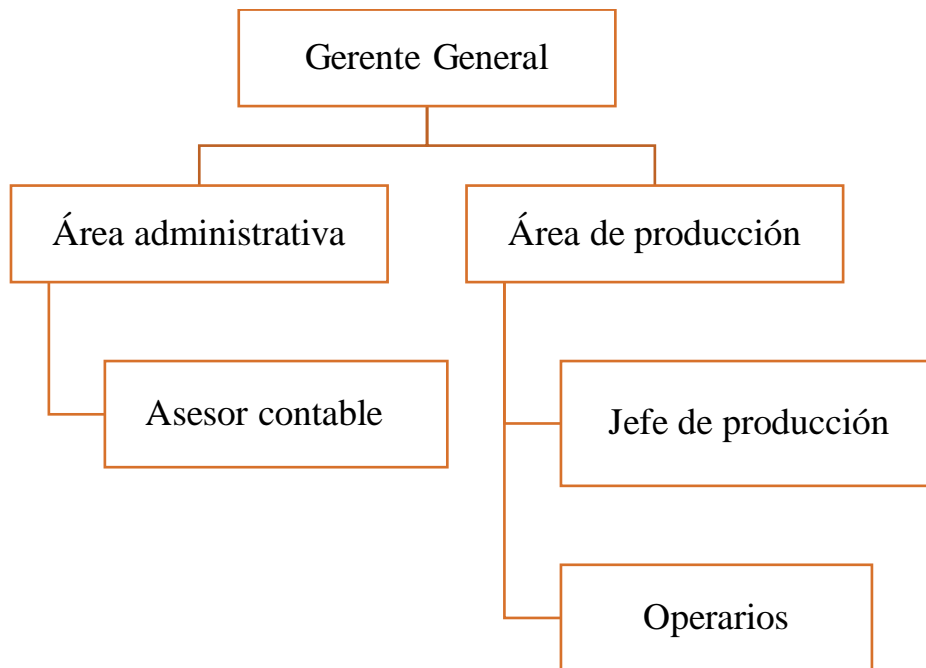 Gerente General
Área administrativa
Área de producción
Asesor contable
Jefe de producción
Operarios